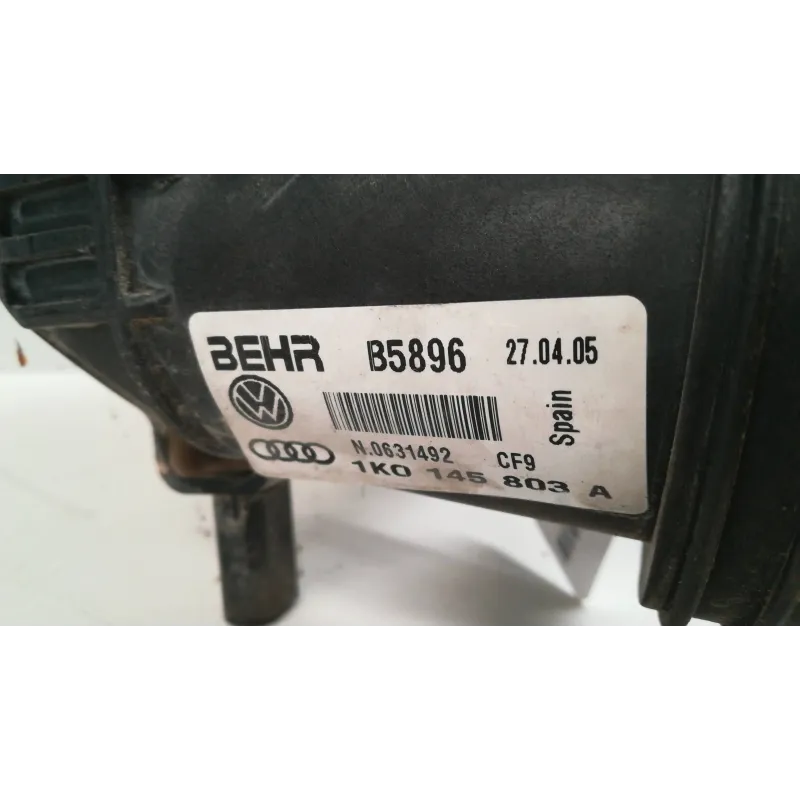 BEHR B5896 27.04.05
Spain
N.0631492 CF9
1K0 145 803 A